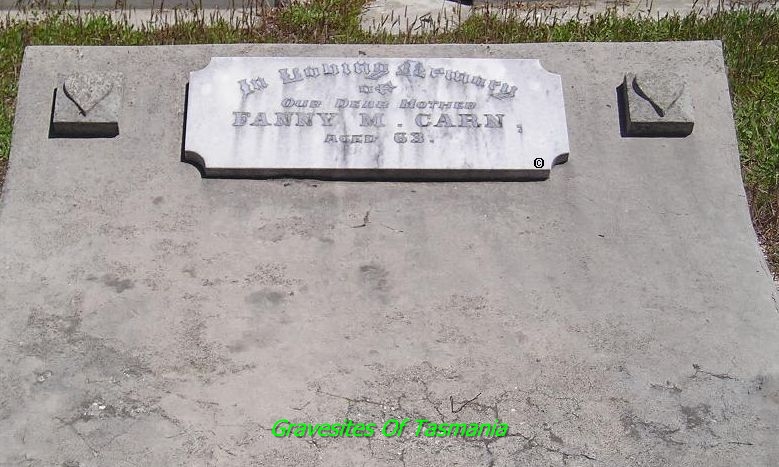 In Loving Memory
OF
OUR DEAR MOTHER
FANNY M. CARN,
AGED 63.
©
Gravesites Of Tasmania